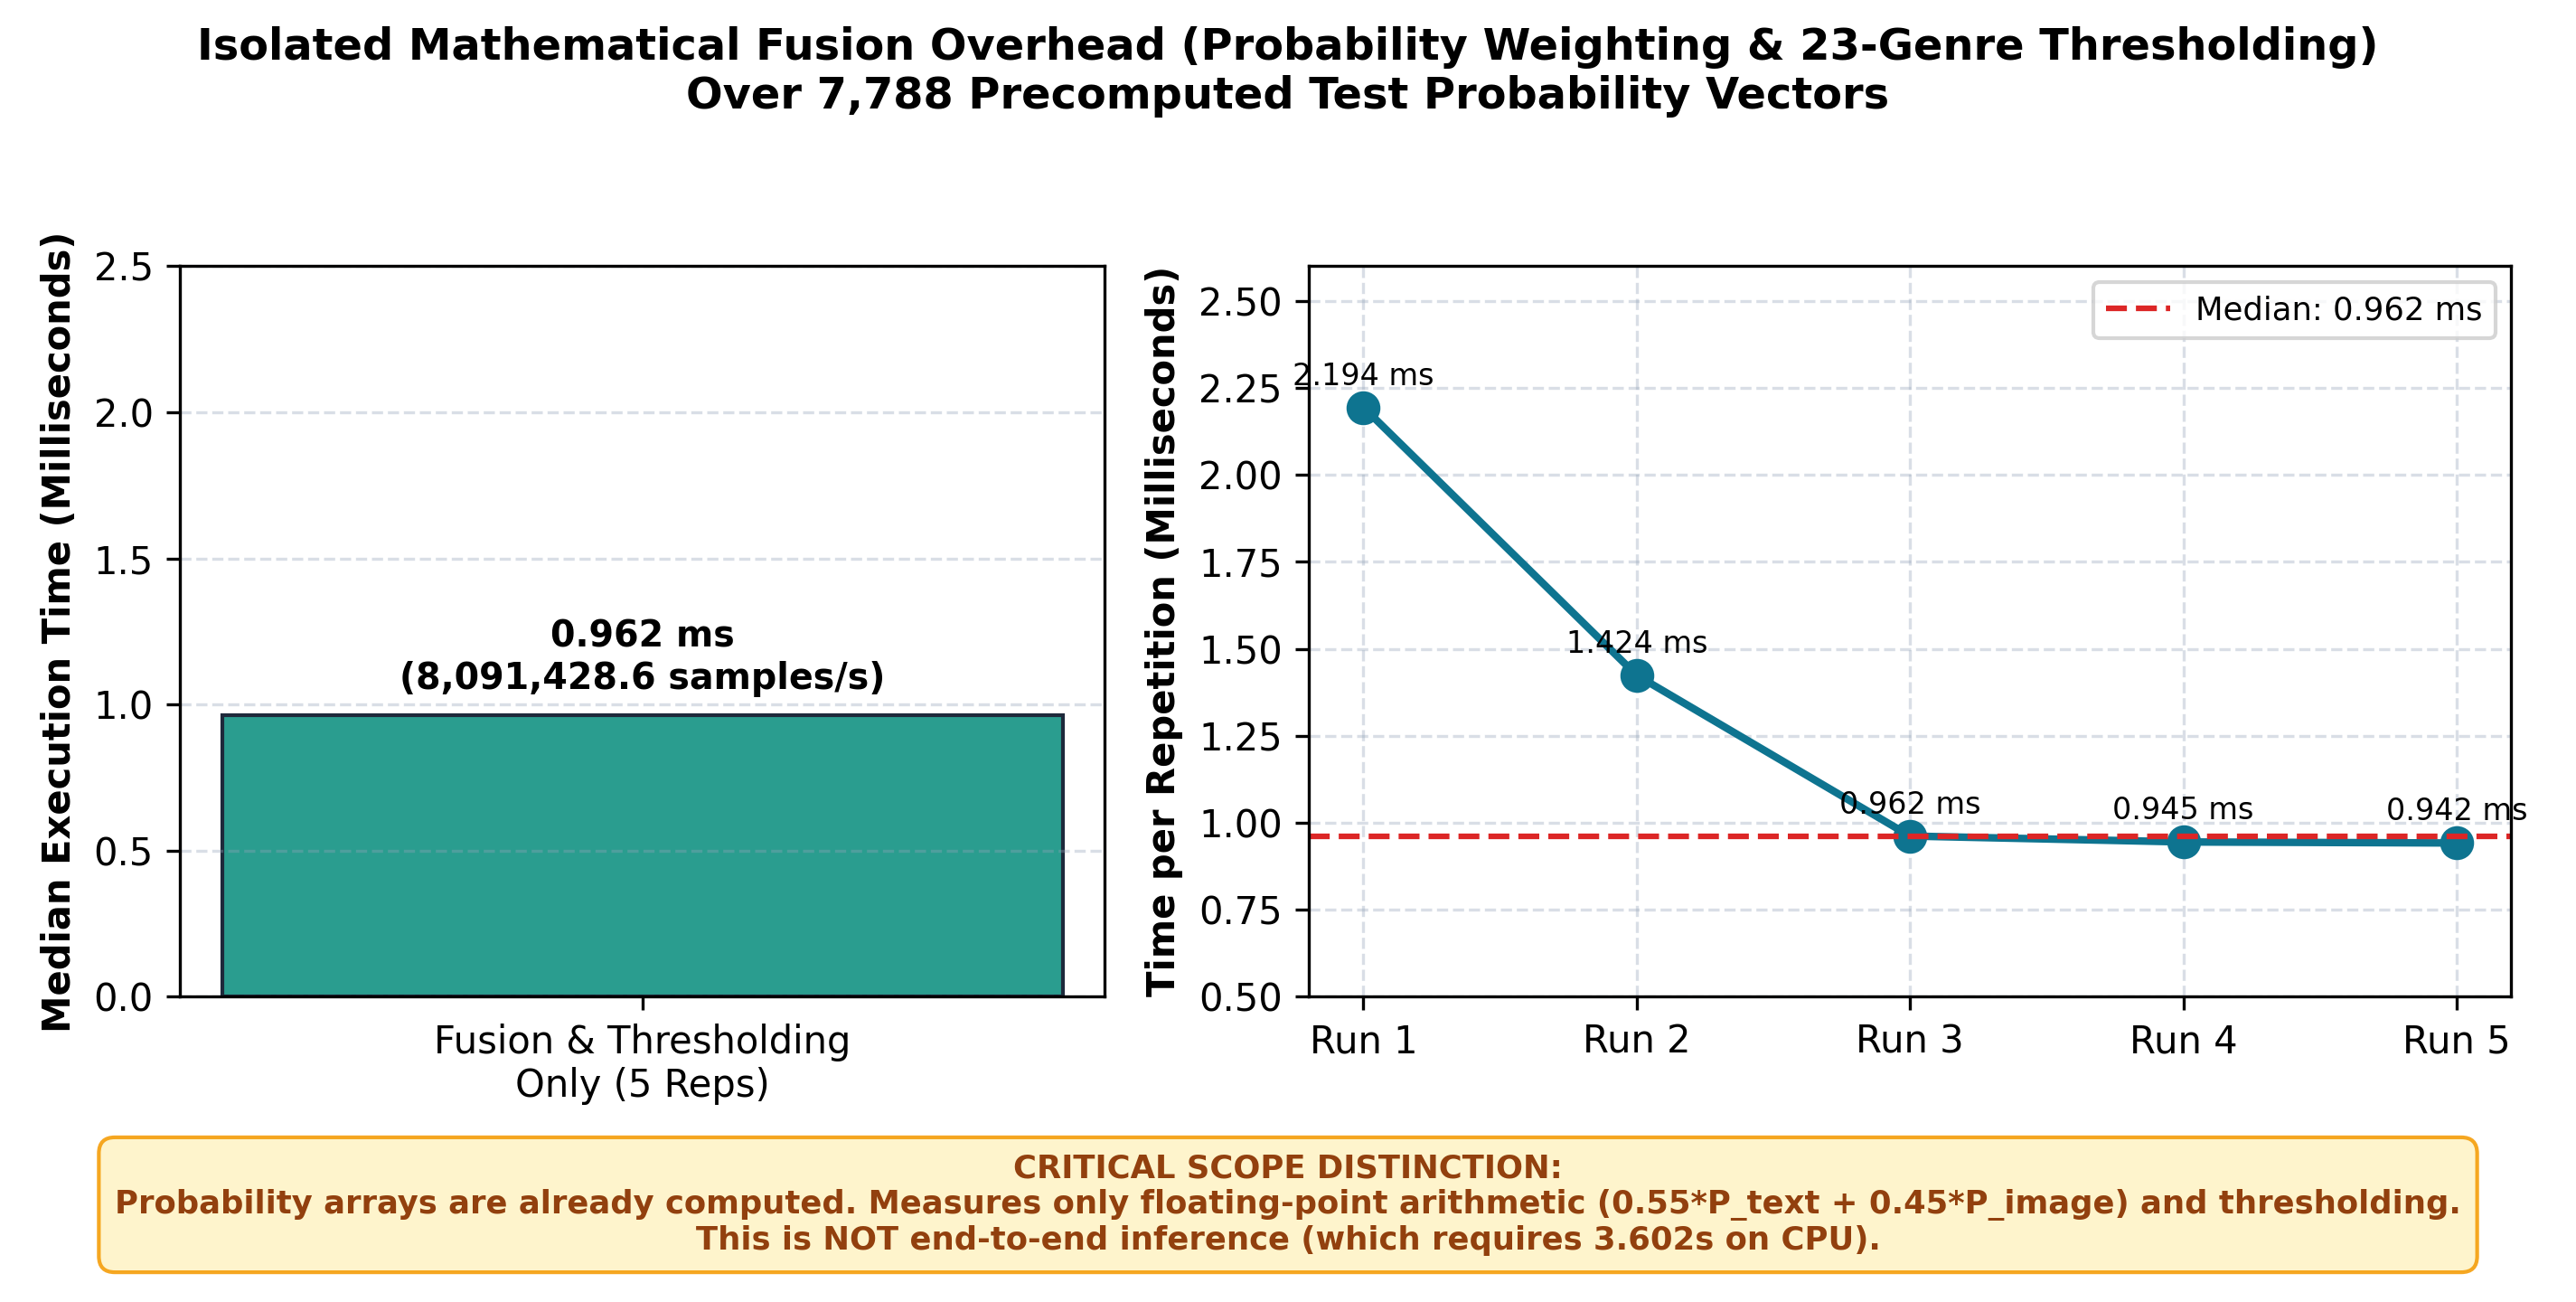 Isolated Mathematical Fusion Overhead (Probability Weighting & 23-Genre Thresholding)
Over 7,788 Precomputed Test Probability Vectors
Median Execution Time (Milliseconds)
2.5
2.0
1.5
1.0
0.5
0.0
0.962 ms
(8,091,428.6 samples/s)
Fusion & Thresholding
Only (5 Reps)
Time per Repetition (Milliseconds)
2.50
2.25
2.00
1.75
1.50
1.25
1.00
0.75
0.50
Median: 0.962 ms
2.194 ms
1.424 ms
0.962 ms
0.945 ms
0.942 ms
Run 1
Run 2
Run 3
Run 4
Run 5
CRITICAL SCOPE DISTINCTION:
Probability arrays are already computed. Measures only floating-point arithmetic (0.55*P_text + 0.45*P_image) and thresholding.
This is NOT end-to-end inference (which requires 3.602s on CPU).